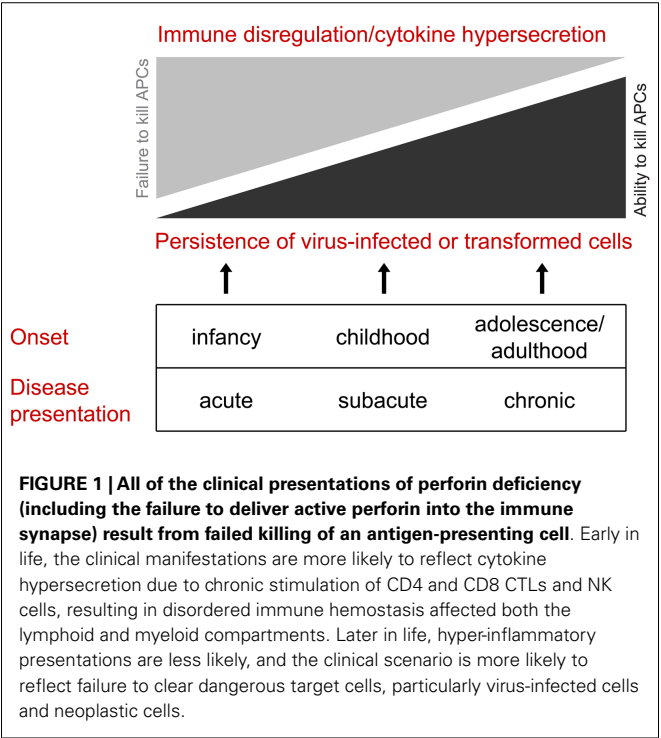 Immune disregulation/cytokine hypersecretion
Failure to kill APCs
Ability to kill APCs
Persistence of virus-infected or transformed cells
Onset
infancy
childhood
adolescence/
adulthood
Disease
presentation
acute
subacute
chronic
FIGURE 1 | All of the clinical presentations of perforin deficiency
(including the failure to deliver active perforin into the immune
synapse) result from failed killing of an antigen-presenting cell. Early in
life, the clinical manifestations are more likely to reflect cytokine
hypersecretion due to chronic stimulation of CD4 and CD8 CTLs and NK
cells, resulting in disordered immune hemostasis affected both the
lymphoid and myeloid compartments. Later in life, hyper-inflammatory
presentations are less likely, and the clinical scenario is more likely to
reflect failure to clear dangerous target cells, particularly virus-infected cells
and neoplastic cells.